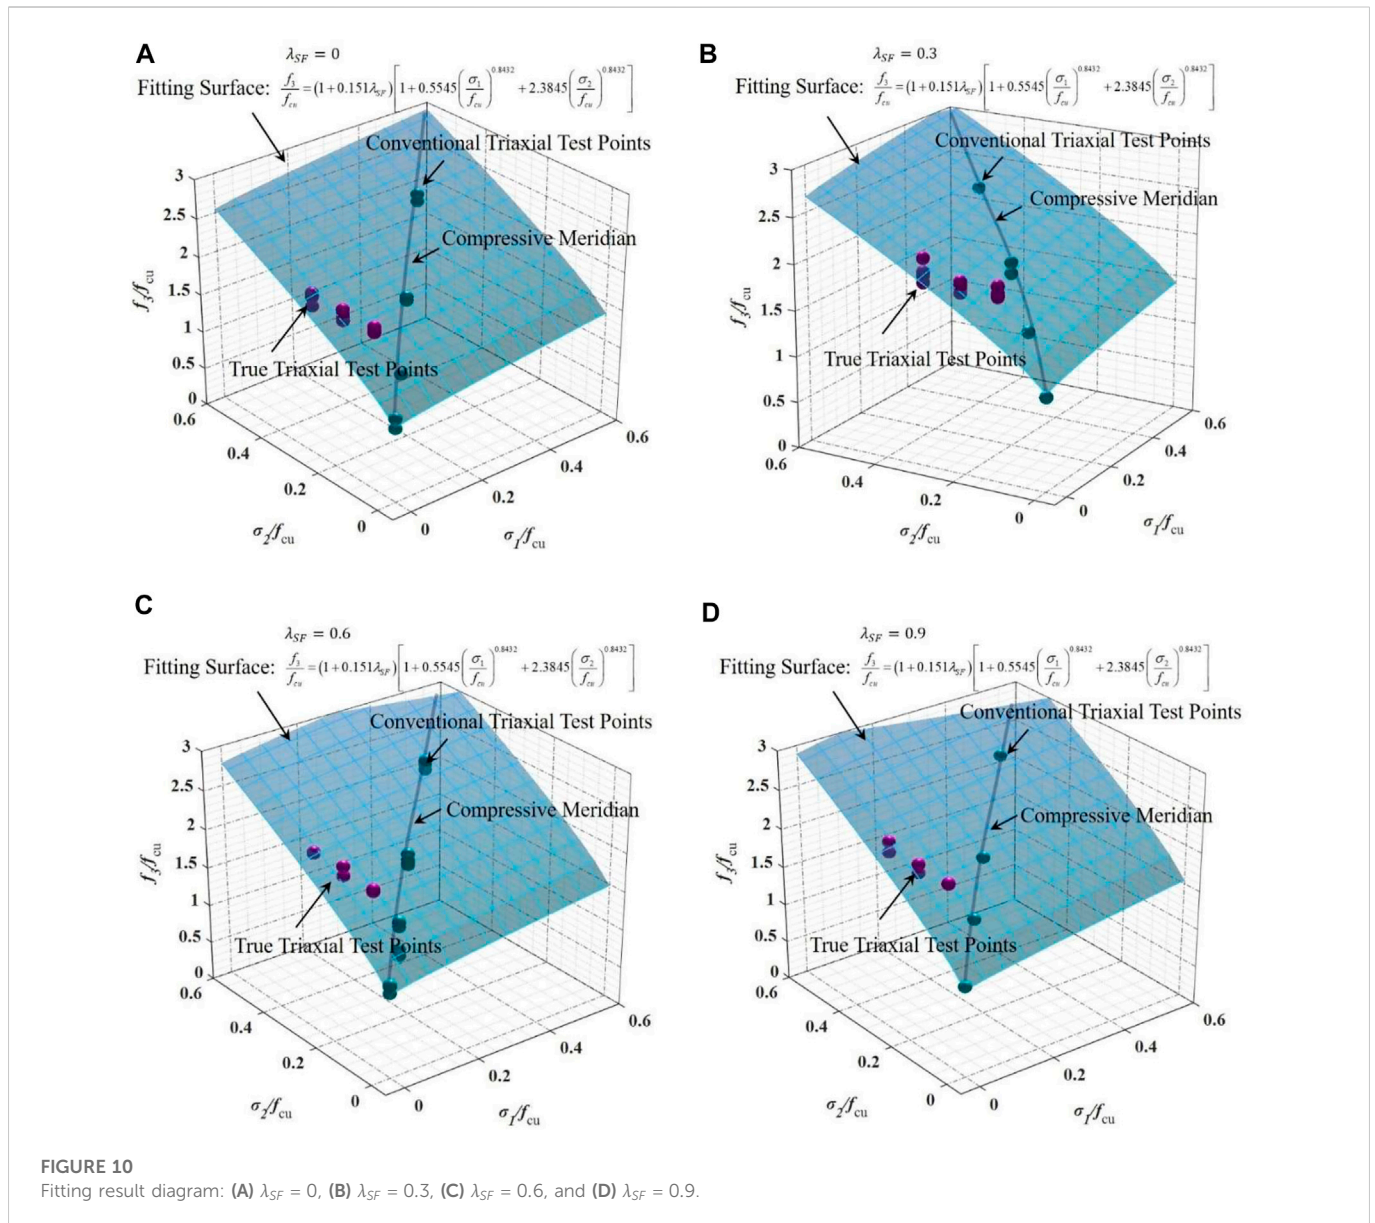 A
λSF = 0
Fitting Surface: f3/fcu = (1+0.151λSF)[1+0.5545(σ1/fcu)^0.8432 +2.3845(σ2/fcu)^0.8432]
Conventional Triaxial Test Points
Compressive Meridian
True Triaxial Test Points
3
2.5
2
1.5
1
0.5
0
f3/fcu
0.6
0.4
0.2
0
σ2/fcu
0
0.2
0.4
0.6
σ1/fcu
B
λSF = 0.3
Fitting Surface: f3/fcu = (1+0.151λSF)[1+0.5545(σ1/fcu)^0.8432 +2.3845(σ2/fcu)^0.8432]
Conventional Triaxial Test Points
Compressive Meridian
True Triaxial Test Points
3
2.5
2
1.5
1
0.5
0
f3/fcu
0.6
0.4
0.2
0
σ2/fcu
0
0.2
0.4
0.6
σ1/fcu
C
λSF = 0.6
Fitting Surface: f3/fcu = (1+0.151λSF)[1+0.5545(σ1/fcu)^0.8432 +2.3845(σ2/fcu)^0.8432]
Conventional Triaxial Test Points
Compressive Meridian
True Triaxial Test Points
3
2.5
2
1.5
1
0.5
0
f3/fcu
0.6
0.4
0.2
0
σ2/fcu
0
0.2
0.4
0.6
σ1/fcu
D
λSF = 0.9
Fitting Surface: f3/fcu = (1+0.151λSF)[1+0.5545(σ1/fcu)^0.8432 +2.3845(σ2/fcu)^0.8432]
Conventional Triaxial Test Points
Compressive Meridian
True Triaxial Test Points
3
2.5
2
1.5
1
0.5
0
f3/fcu
0.6
0.4
0.2
0
σ2/fcu
0
0.2
0.4
0.6
σ1/fcu
FIGURE 10
Fitting result diagram: (A) λSF = 0, (B) λSF = 0.3, (C) λSF = 0.6, and (D) λSF = 0.9.